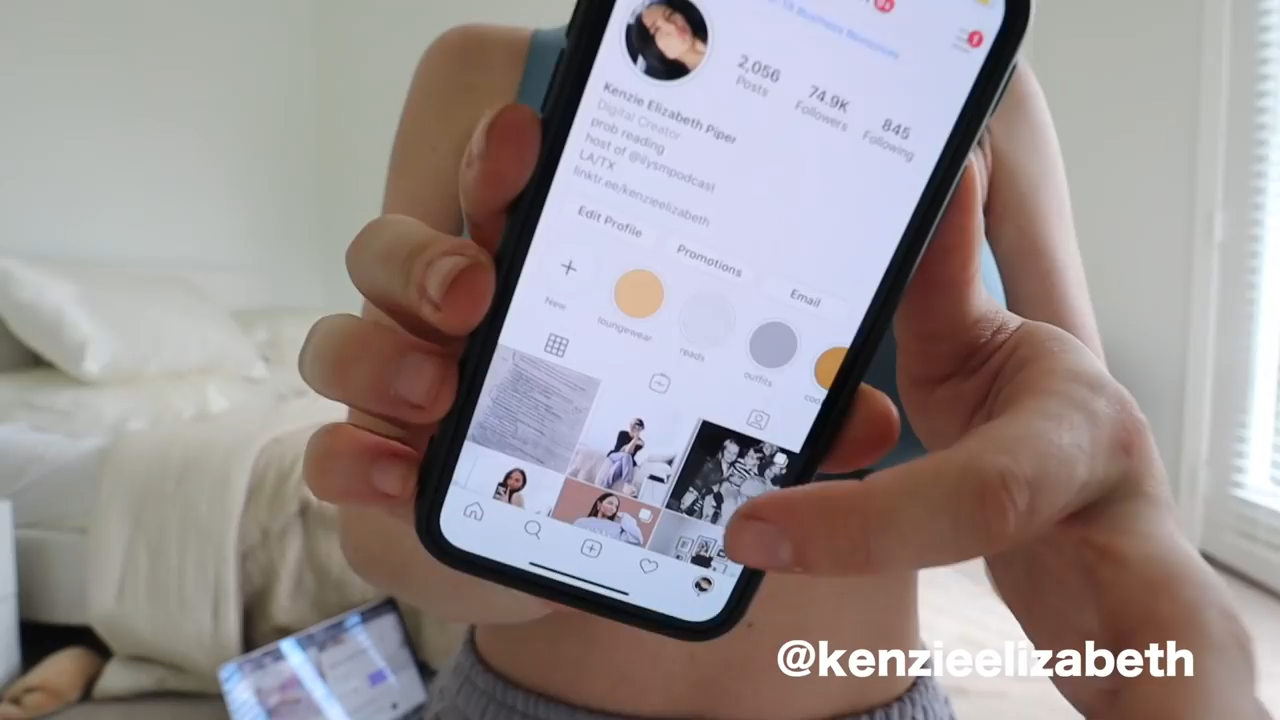 2,056
Posts
74.9K
Followers
845
Following
Kenzie Elizabeth Piper
Digital Creator
prob reading
host of @ilysmpodcast
LA/TX
linktr.ee/kenzieelizabeth
Edit Profile
Promotions
Email
New
loungewear
reads
outfits
@kenzieelizabeth